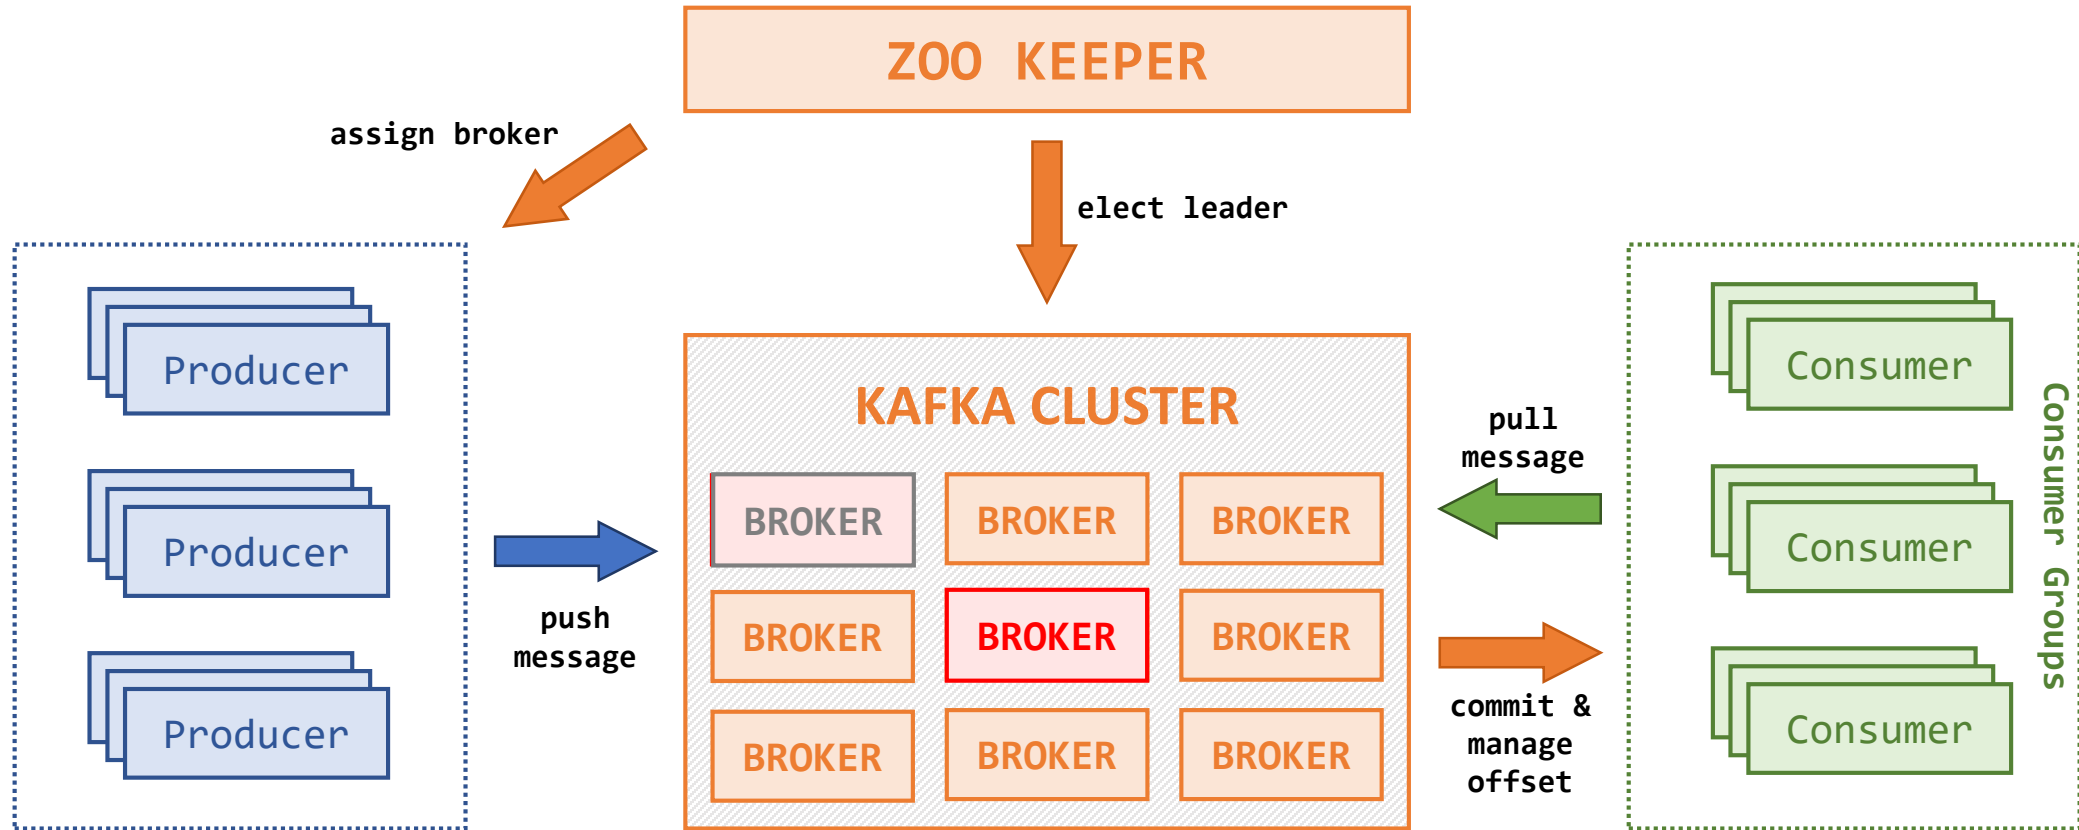 ZOO KEEPER
assign broker
elect leader
Producer
Producer
Producer
push
message
KAFKA CLUSTER
BROKER
BROKER
BROKER
BROKER
BROKER
BROKER
BROKER
BROKER
BROKER
pull
message
commit &
manage
offset
Consumer
Consumer
Consumer
Consumer Groups